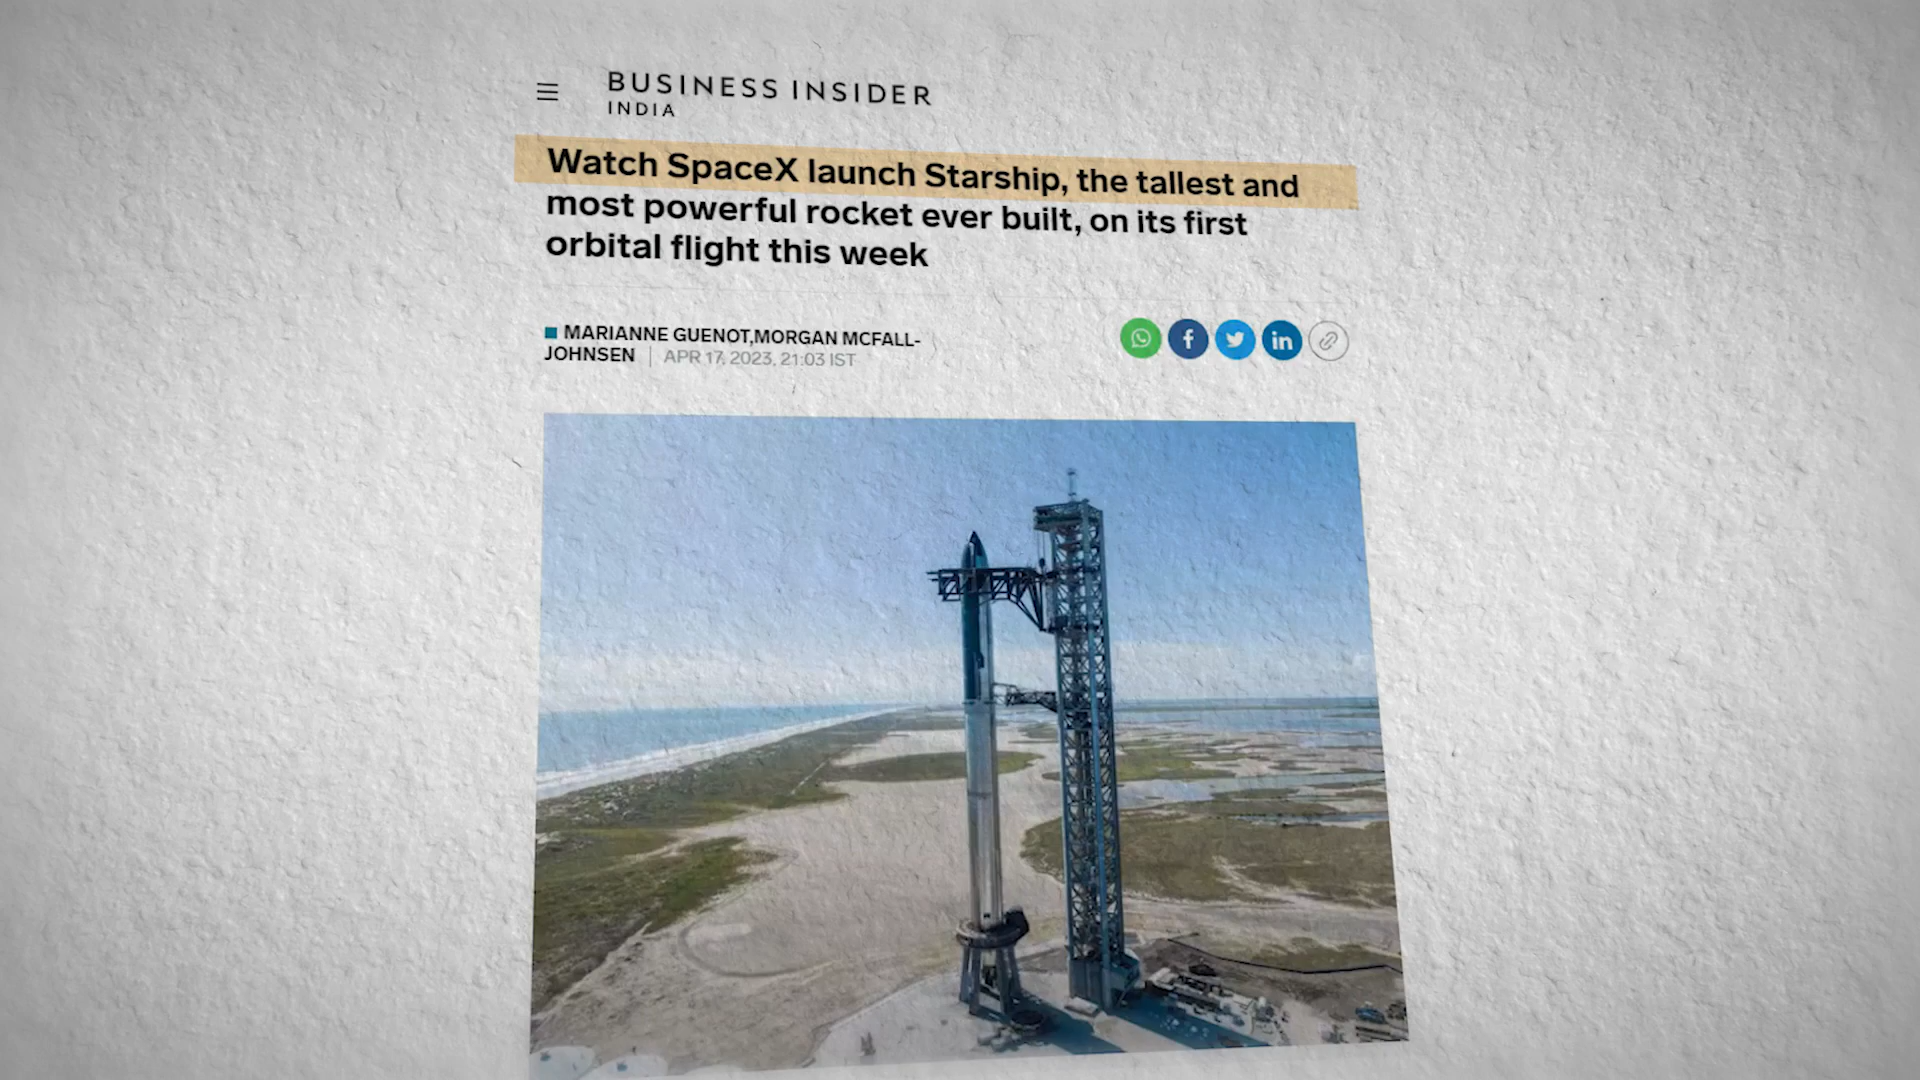 BUSINESS INSIDER
INDIA
Watch SpaceX launch Starship, the tallest and
most powerful rocket ever built, on its first
orbital flight this week
MARIANNE GUENOT,MORGAN MCFALL-
JOHNSEN | APR 17, 2023, 21:03 IST